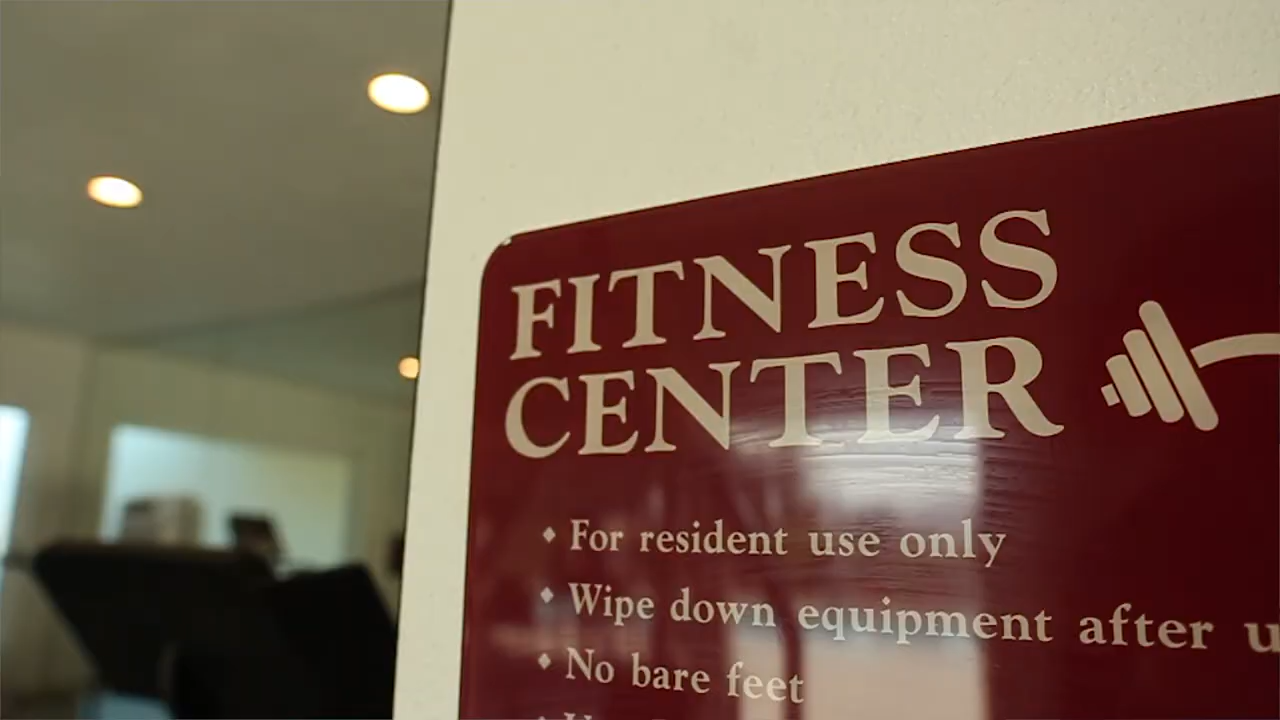 FITNESS
CENTER
♦ For resident use only
♦ Wipe down equipment after
♦ No bare feet